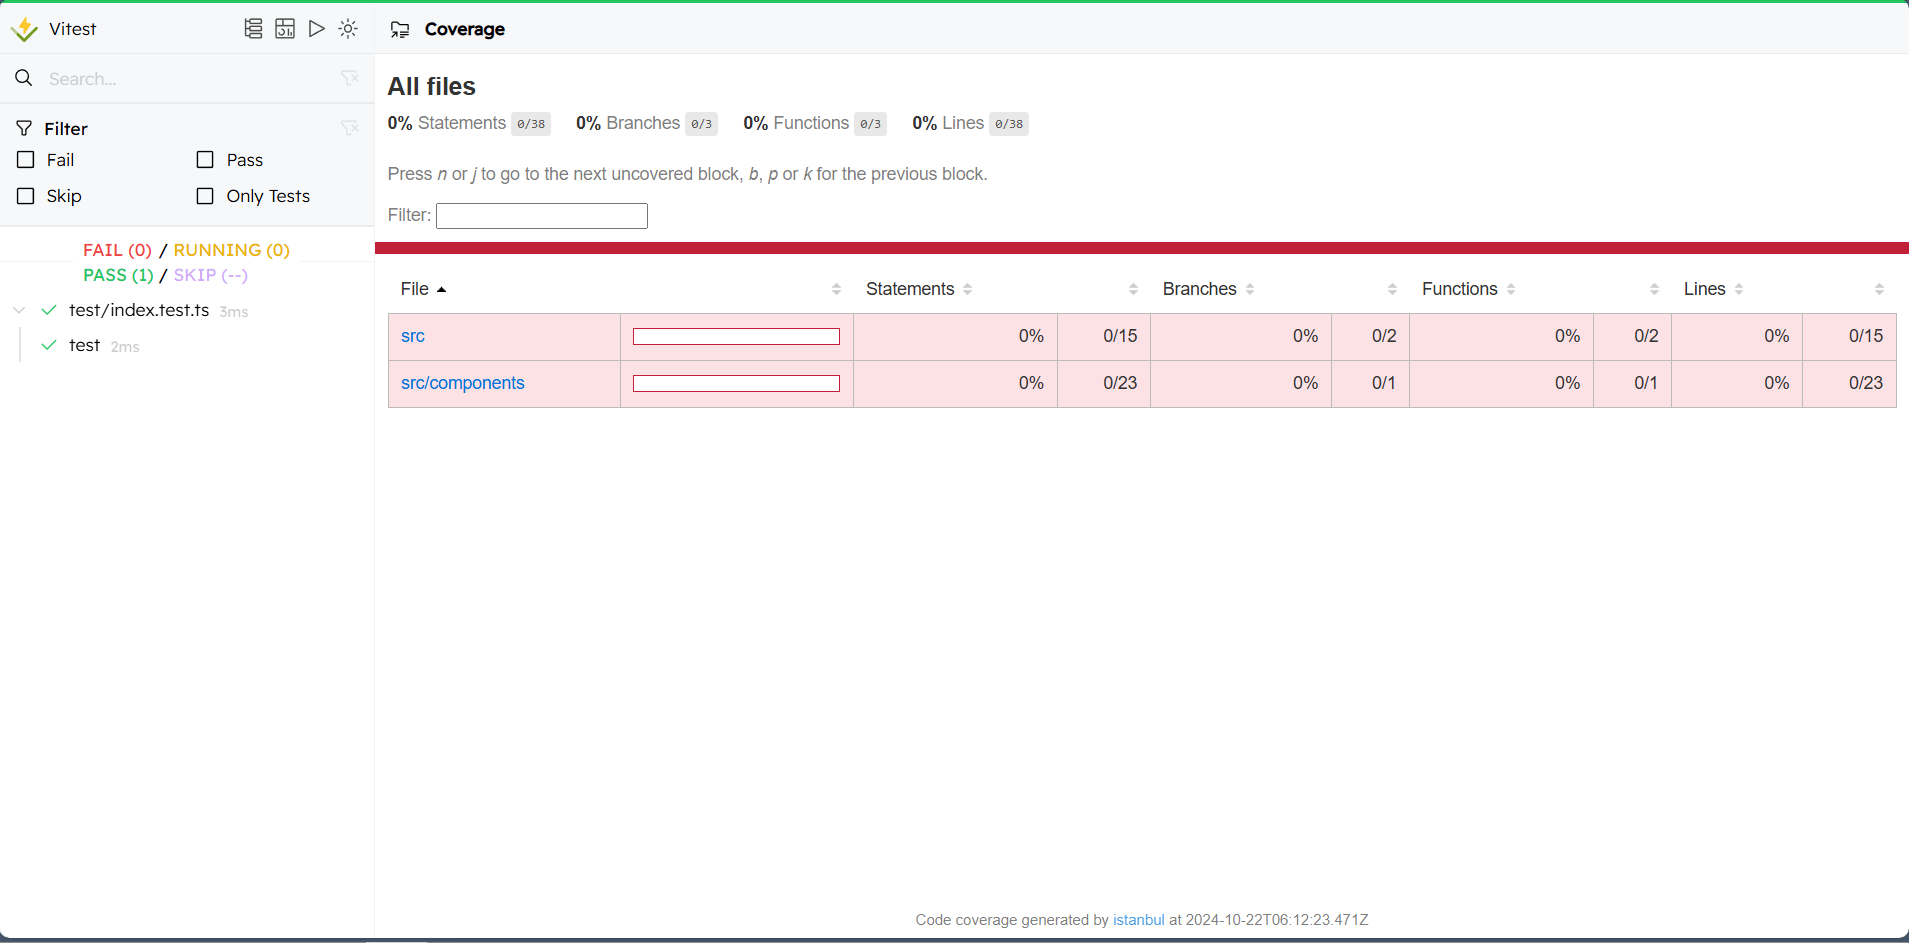 Vitest
Search...
Filter
Fail
Pass
Skip
Only Tests
FAIL (0) / RUNNING (0)
PASS (1) / SKIP (--)
test/index.test.ts 3ms
test 2ms
Coverage
All files
0% Statements 0/38 0% Branches 0/3 0% Functions 0/3 0% Lines 0/38
Press n or j to go to the next uncovered block, b, p or k for the previous block.
Filter:
File Statements Branches Functions Lines
src 0% 0/15 0% 0/2 0% 0/2 0% 0/15
src/components 0% 0/23 0% 0/1 0% 0/1 0% 0/23
Code coverage generated by istanbul at 2024-10-22T06:12:23.471Z